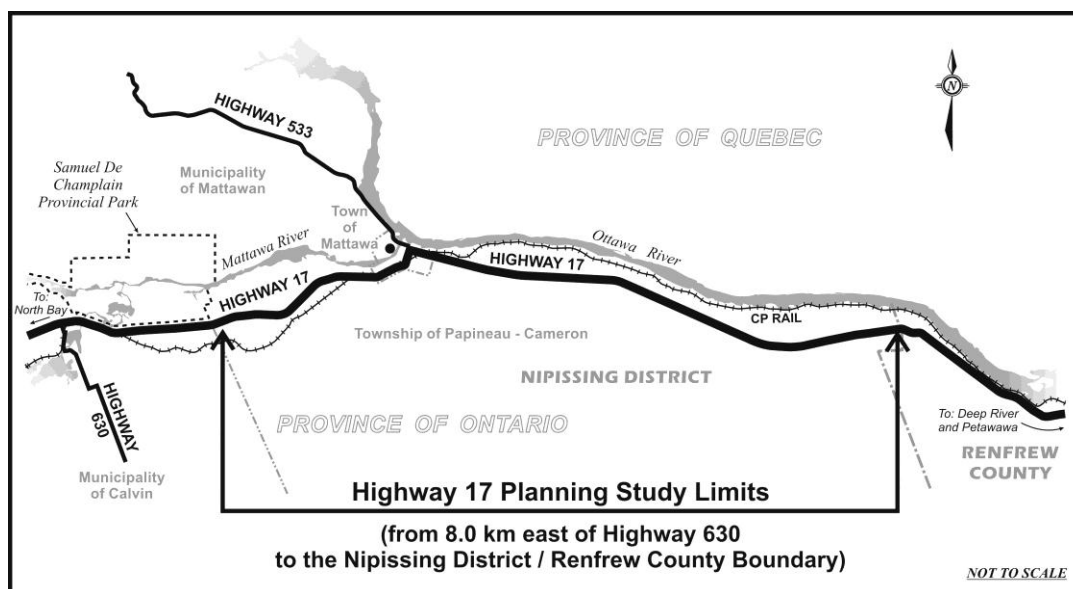 HIGHWAY 533
PROVINCE OF QUEBEC
N
Samuel De
Champlain
Provincial Park
Municipality
of Mattawan
Town
of
Mattawa
Mattawa River
Ottawa River
HIGHWAY 17
HIGHWAY 17
To:
North Bay
CP RAIL
Township of Papineau - Cameron
NIPISSING DISTRICT
HIGHWAY
630
PROVINCE OF ONTARIO
To: Deep River
and Petawawa
RENFREW
COUNTY
Municipality
of Calvin
Highway 17 Planning Study Limits
(from 8.0 km east of Highway 630
to the Nipissing District / Renfrew County Boundary)
NOT TO SCALE